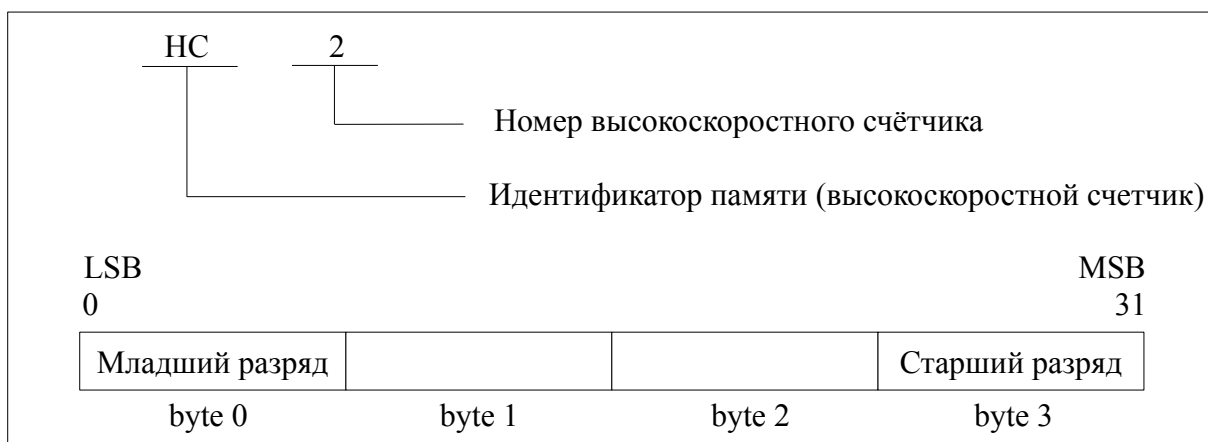 HC 2
Номер высокоскоростного счётчика
Идентификатор памяти (высокоскоростной счетчик)
LSB MSB
0 31
Младший разряд Старший разряд
byte 0 byte 1 byte 2 byte 3